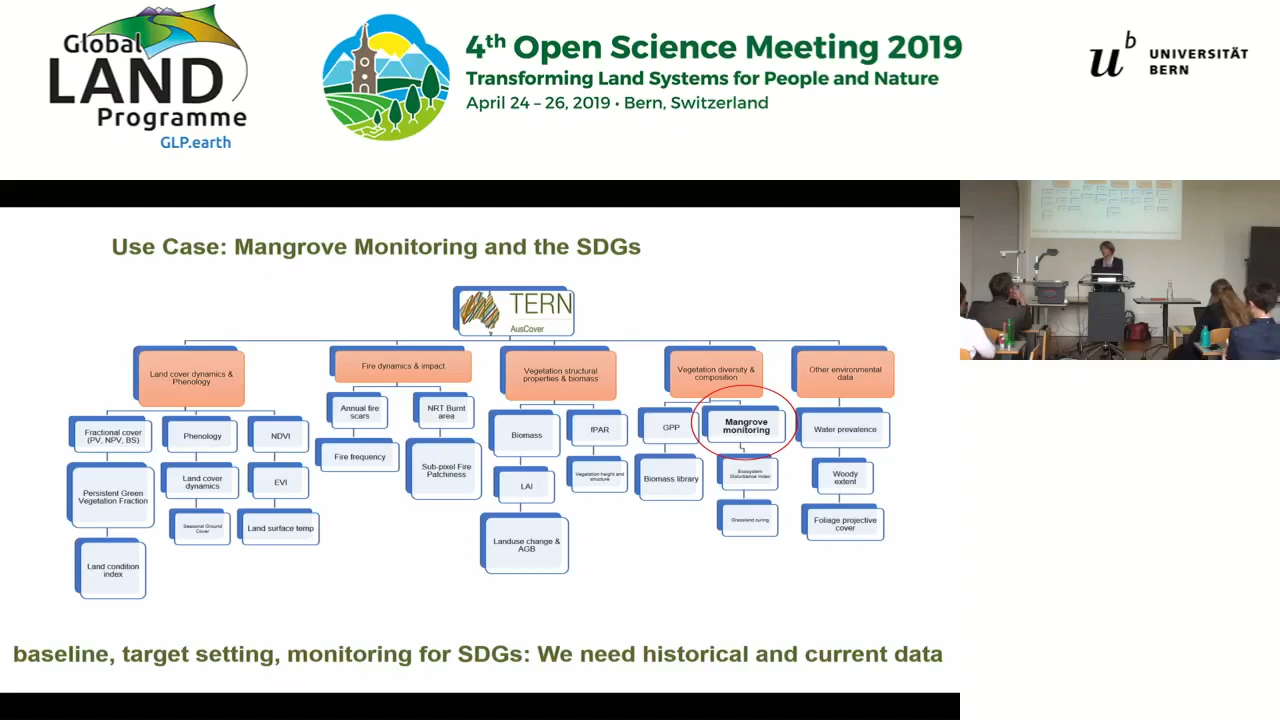 Global
LAND
Programme
GLP.earth
4th Open Science Meeting 2019
Transforming Land Systems for People and Nature
April 24 – 26, 2019 • Bern, Switzerland
u b
UNIVERSITÄT
BERN
Use Case: Mangrove Monitoring and the SDGs
TERN
AusCover
Land cover dynamics &
Phenology
Fractional cover
(PV, NPV, BS)
Persistent Green
Vegetation Fraction
Land condition
index
Phenology
Land cover
dynamics
Seasonal Ground
Cover
NDVI
EVI
Land surface temp
Fire dynamics & impact
Annual fire
scars
Fire frequency
NRT Burnt
area
Sub-pixel Fire
Patchiness
Vegetation structural
properties & biomass
Biomass
LAI
Landuse change &
AGB
fPAR
Vegetation height and
structure
Vegetation diversity &
composition
GPP
Biomass library
Mangrove
monitoring
Ecosystem
Disturbance Index
Grassland curing
Other environmental
data
Water prevalence
Woody
extent
Foliage projective
cover
baseline, target setting, monitoring for SDGs: We need historical and current data